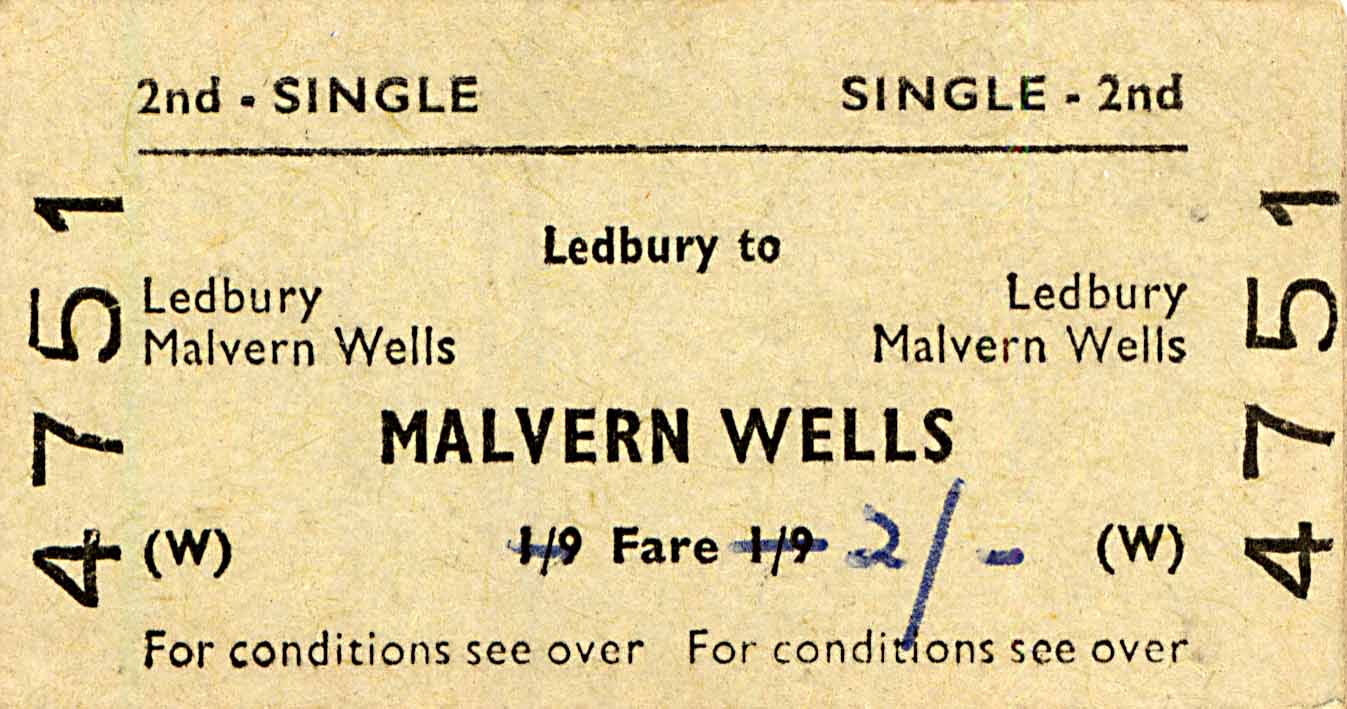 2nd - SINGLE SINGLE - 2nd
Ledbury to
Ledbury Ledbury
Malvern Wells Malvern Wells
MALVERN WELLS
(W) 1/9 Fare 1/9 2/- (W)
For conditions see over For conditions see over
4751
4751